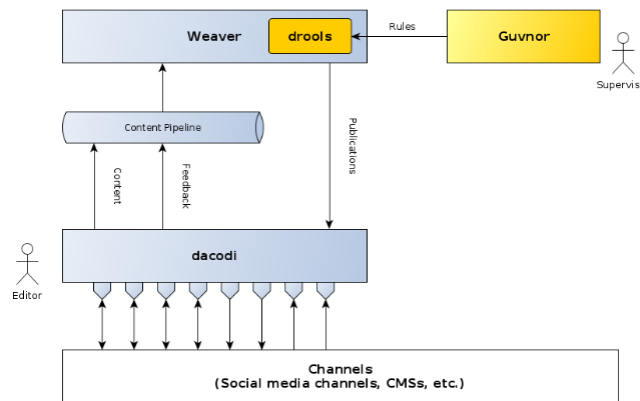 Weaver
drools
Rules
Guvnor
Supervis
Content Pipeline
Content
Feedback
Publications
dacodi
Editor
Channels
(Social media channels, CMSs, etc.)